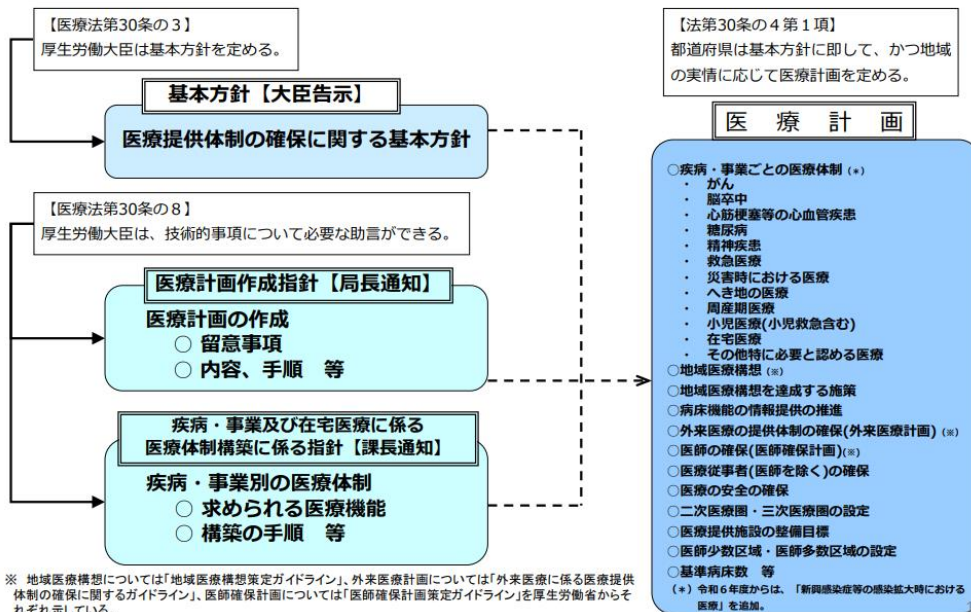 【医療法第30条の3】
厚生労働大臣は基本方針を定める。
基本方針【大臣告示】
医療提供体制の確保に関する基本方針
【医療法第30条の8】
厚生労働大臣は、技術的事項について必要な助言ができる。
医療計画作成指針【局長通知】
医療計画の作成
○ 留意事項
○ 内容、手順 等
疾病・事業及び在宅医療に係る
医療体制構築に係る指針【課長通知】
疾病・事業別の医療体制
○ 求められる医療機能
○ 構築の手順 等
【法第30条の4第1項】
都道府県は基本方針に即して、かつ地域
の実情に応じて医療計画を定める。
医 療 計 画
○疾病・事業ごとの医療体制(*)
・ がん
・ 脳卒中
・ 心筋梗塞等の心血管疾患
・ 糖尿病
・ 精神疾患
・ 救急医療
・ 災害時における医療
・ へき地の医療
・ 周産期医療
・ 小児医療(小児救急含む)
・ 在宅医療
・ その他特に必要と認める医療
○地域医療構想(※)
○地域医療構想を達成する施策
○病床機能の情報提供の推進
○外来医療の提供体制の確保(外来医療計画)(※)
○医師の確保(医師確保計画)(※)
○医療従事者(医師を除く)の確保
○医療の安全の確保
○二次医療圏・三次医療圏の設定
○医療提供施設の整備目標
○医師少数区域・医師多数区域の設定
○基準病床数 等
(*)令和6年度からは、「新興感染症等の感染拡大時における
医療」を追加。
※ 地域医療構想については「地域医療構想策定ガイドライン」、外来医療計画については「外来医療に係る医療提供
体制の確保に関するガイドライン」、医師確保計画については「医師確保計画策定ガイドライン」を厚生労働省からそ
れぞれ示している。